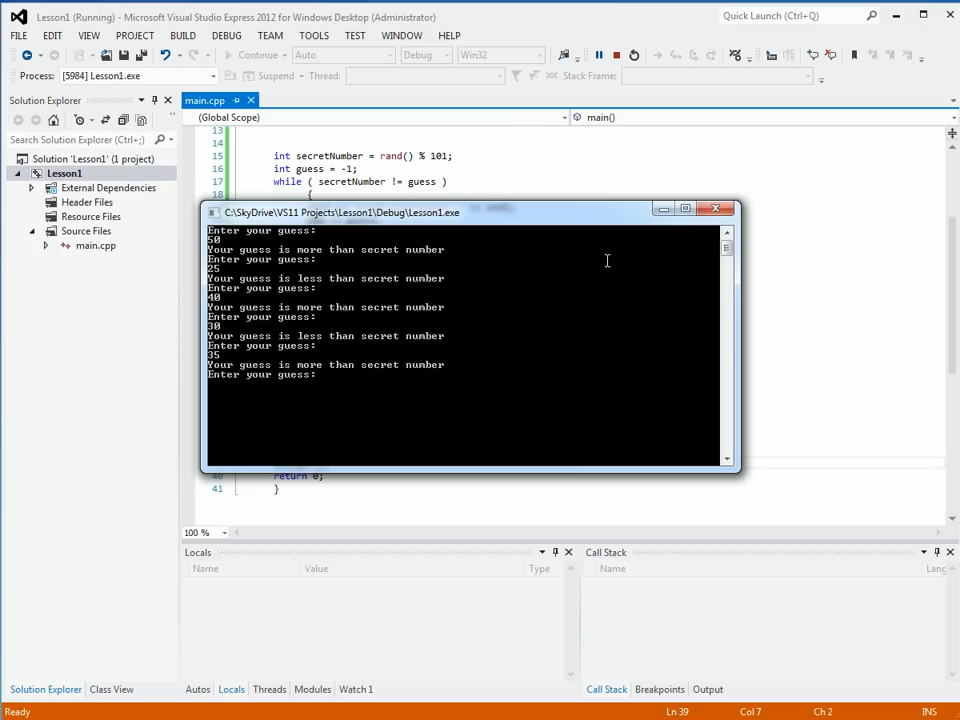 Lesson1 (Running) - Microsoft Visual Studio Express 2012 for Windows Desktop (Administrator)
Quick Launch (Ctrl+Q)
FILE EDIT VIEW PROJECT BUILD DEBUG TEAM TOOLS TEST WINDOW HELP
Continue Auto Debug Win32
Process: [5984] Lesson1.exe Suspend Thread: Stack Frame:
Solution Explorer
main.cpp
(Global Scope) main()
Search Solution Explorer (Ctrl+;)
Solution 'Lesson1' (1 project)
Lesson1
External Dependencies
Header Files
Resource Files
Source Files
main.cpp
13
14
15 int secretNumber = rand() % 101;
16 int guess = -1;
17 while ( secretNumber != guess )
18 {
C:\SkyDrive\VS11 Projects\Lesson1\Debug\Lesson1.exe
Enter your guess:
50
Your guess is more than secret number
Enter your guess:
25
Your guess is less than secret number
Enter your guess:
40
Your guess is more than secret number
Enter your guess:
30
Your guess is less than secret number
Enter your guess:
35
Your guess is more than secret number
Enter your guess:
40 return 0;
41 }
100 %
Locals
Name Value Type
Call Stack
Name Lang
Solution Explorer Class View
Autos Locals Threads Modules Watch 1
Call Stack Breakpoints Output
Ready Ln 39 Col 7 Ch 2 INS